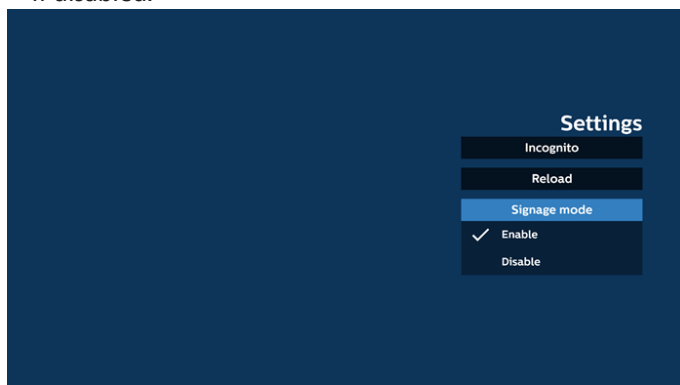 Settings
Incognito
Reload
Signage mode
Enable
Disable